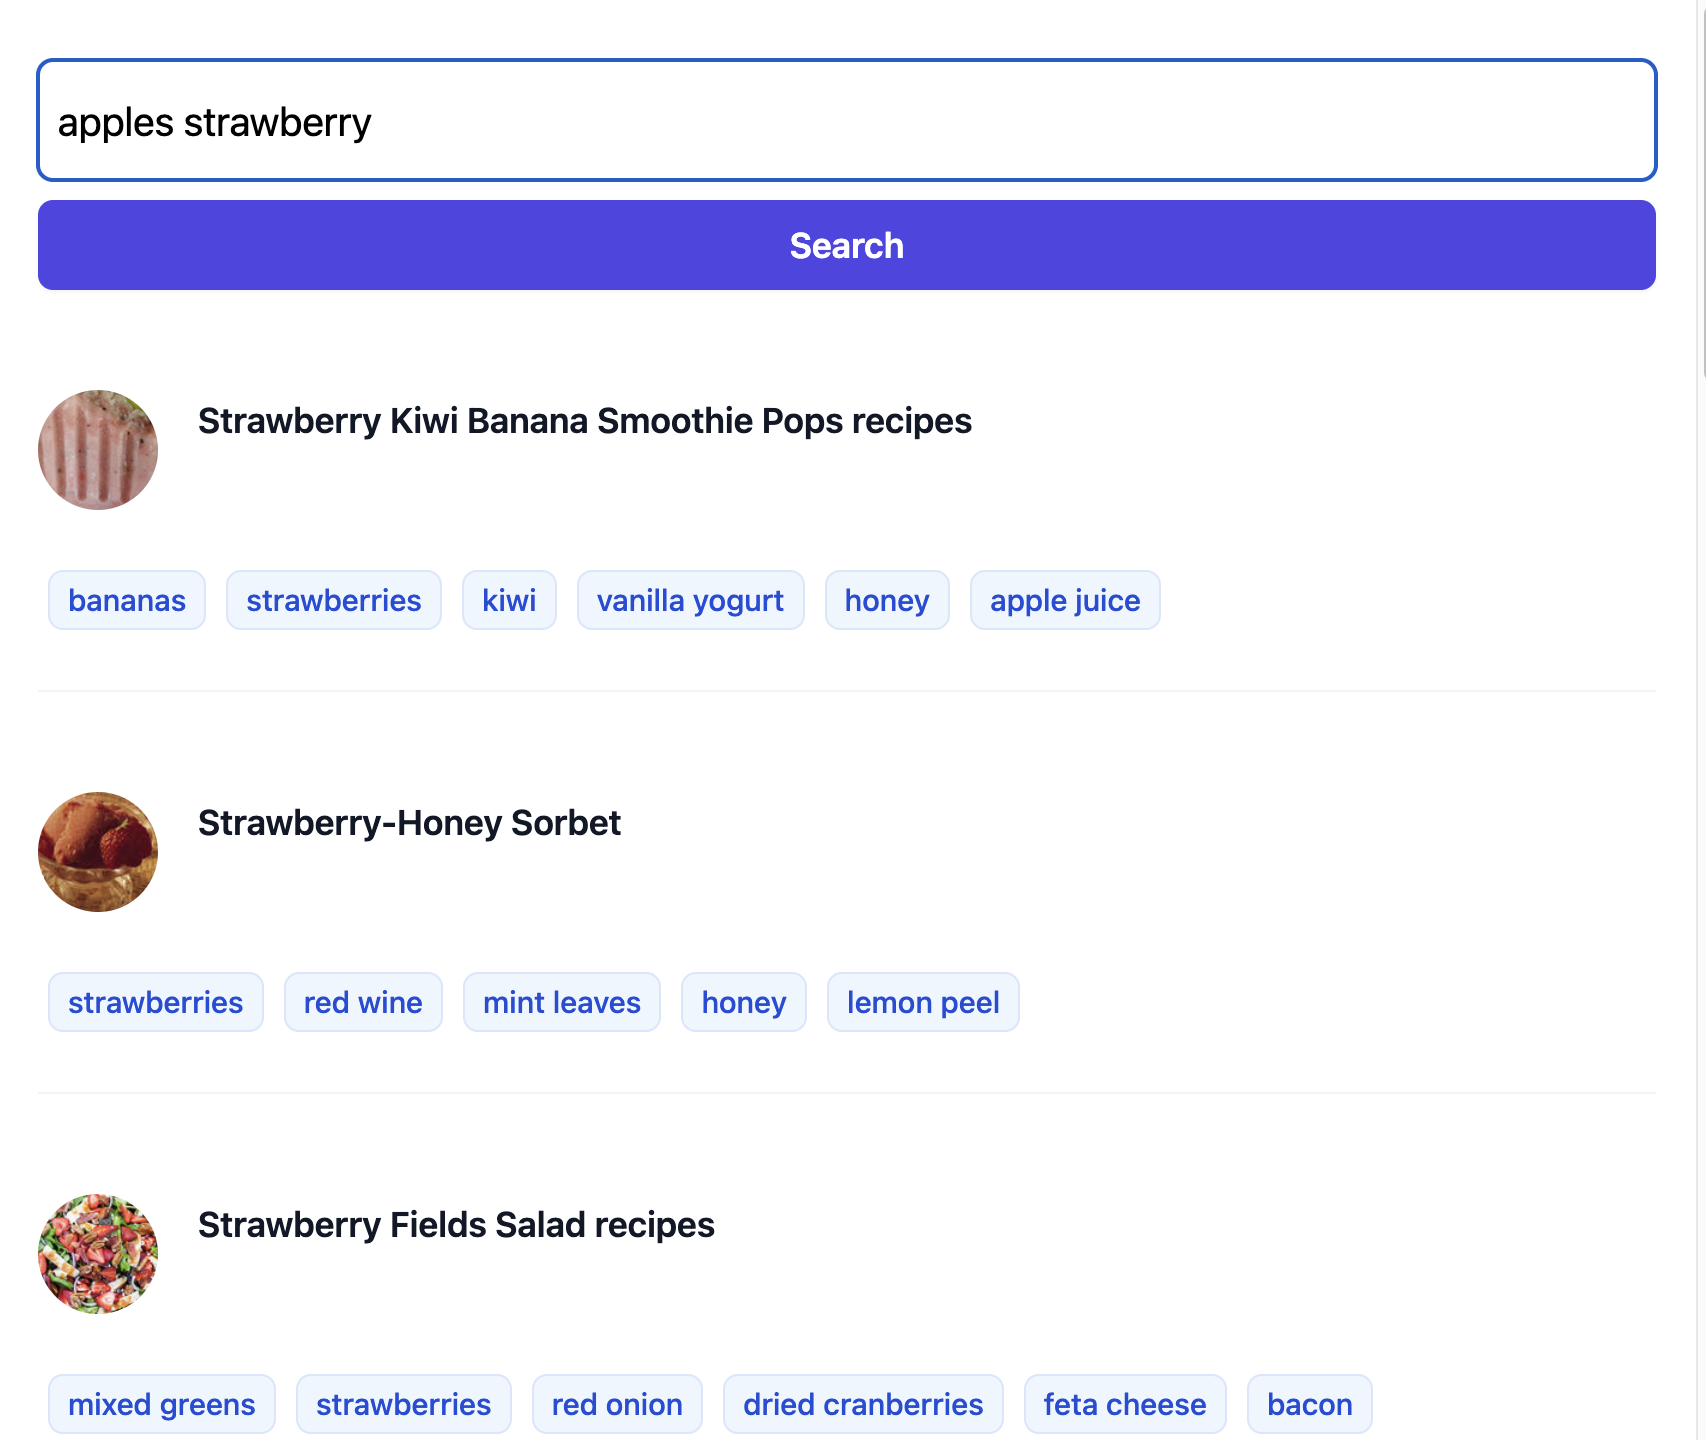 apples strawberry
Search
Strawberry Kiwi Banana Smoothie Pops recipes
bananas strawberries kiwi vanilla yogurt honey apple juice
Strawberry-Honey Sorbet
strawberries red wine mint leaves honey lemon peel
Strawberry Fields Salad recipes
mixed greens strawberries red onion dried cranberries feta cheese bacon